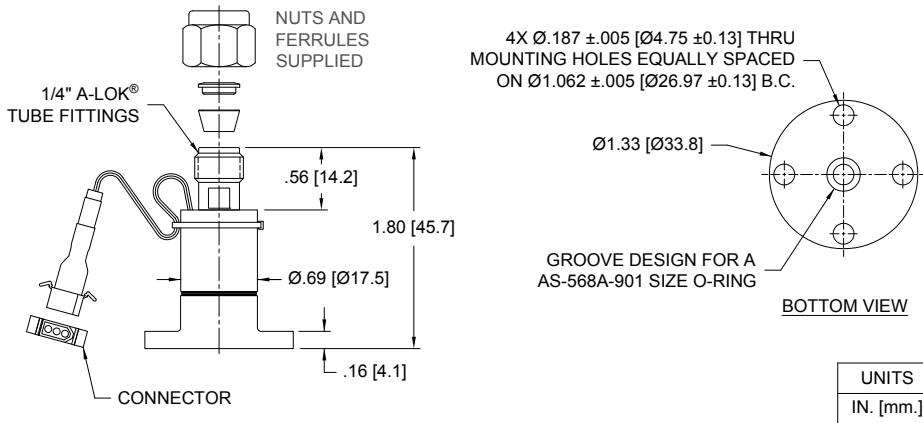 NUTS AND
FERRULES
SUPPLIED
1/4" A-LOK®
TUBE FITTINGS
.56 [14.2]
1.80 [45.7]
Ø.69 [Ø17.5]
.16 [4.1]
CONNECTOR
4X Ø.187 ±.005 [Ø4.75 ±0.13] THRU
MOUNTING HOLES EQUALLY SPACED
ON Ø1.062 ±.005 [Ø26.97 ±0.13] B.C.
Ø1.33 [Ø33.8]
GROOVE DESIGN FOR A
AS-568A-901 SIZE O-RING
BOTTOM VIEW
UNITS
IN. [mm.]